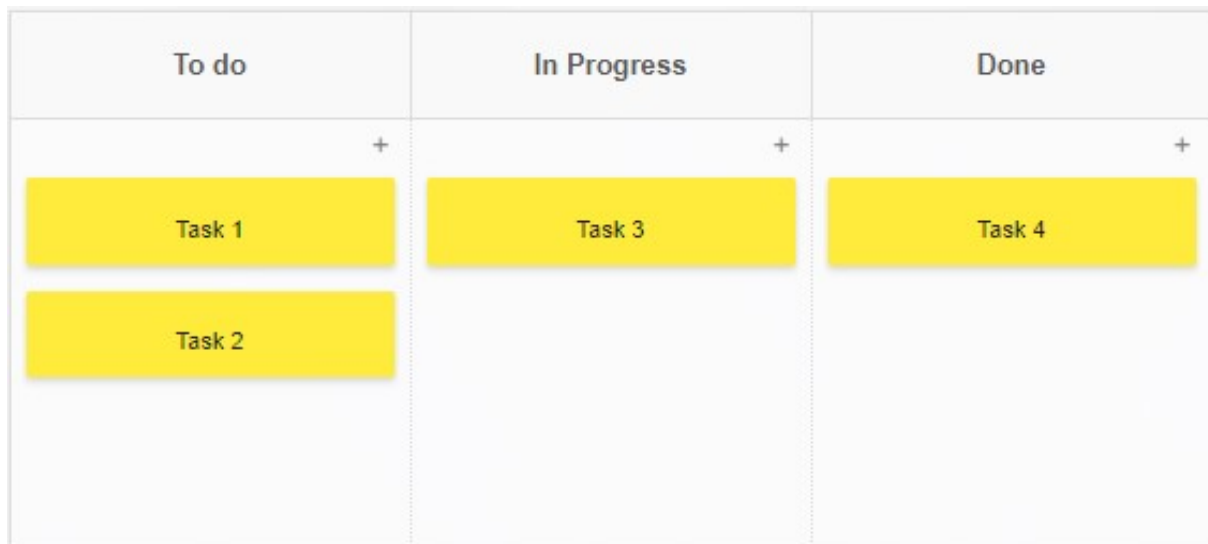 To do
In Progress
Done
+
+
+
Task 1
Task 3
Task 4
Task 2